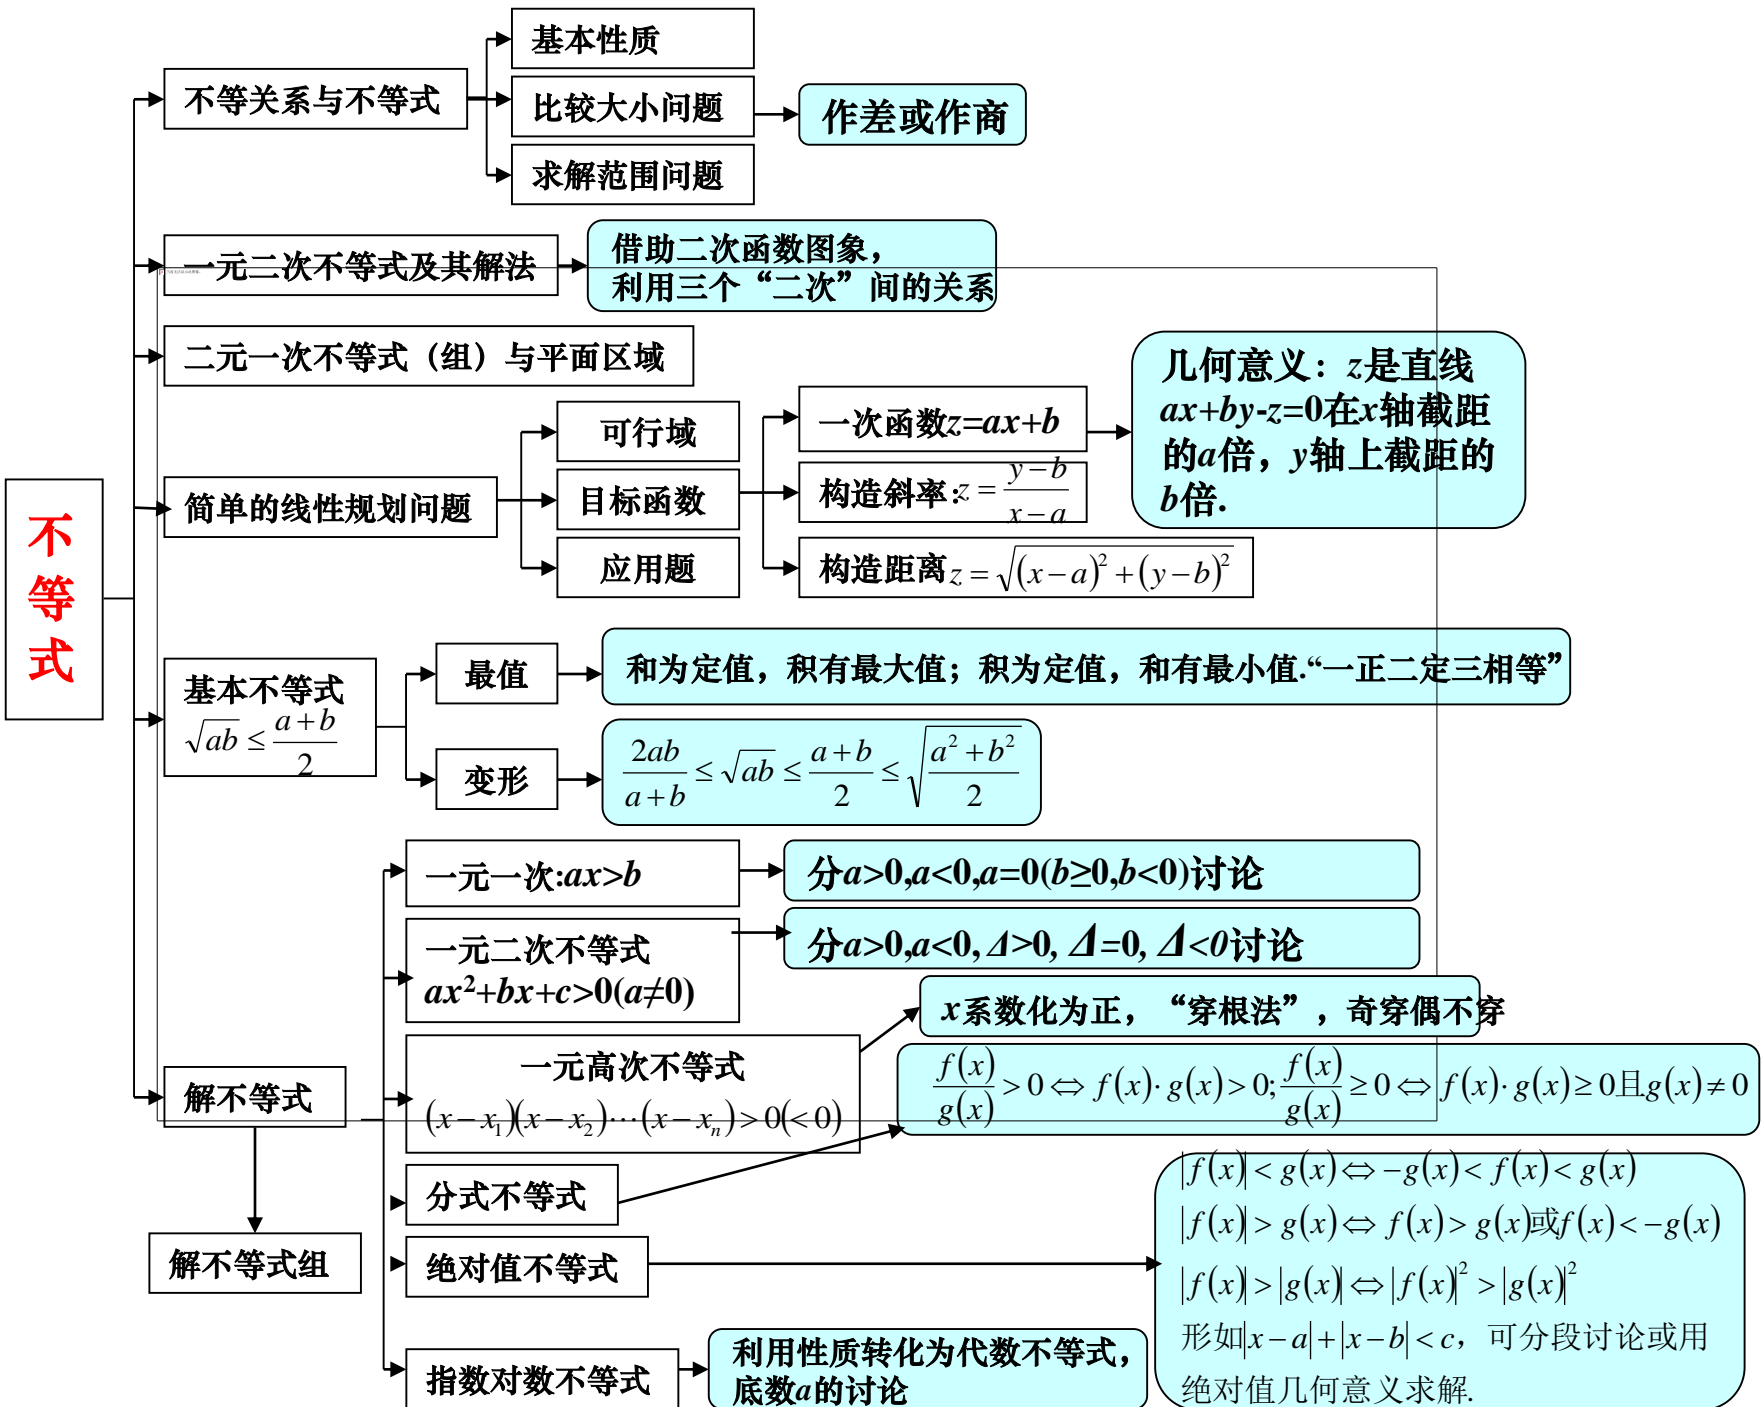 不
等
式
不等关系与不等式
基本性质
比较大小问题
作差或作商
求解范围问题
一元二次不等式及其解法
借助二次函数图象，
利用三个“二次”间的关系
二元一次不等式（组）与平面区域
简单的线性规划问题
可行域
目标函数
应用题
一次函数z=ax+b
构造斜率:z = \frac{y-b}{x-a}
构造距离z = \sqrt{(x-a)^2+(y-b)^2}
几何意义：z是直线
ax+by-z=0在x轴截距
的a倍，y轴上截距的
b倍.
基本不等式
\sqrt{ab} ≤ \frac{a+b}{2}
最值
和为定值，积有最大值；积为定值，和有最小值.“一正二定三相等”
变形
\frac{2ab}{a+b} ≤ \sqrt{ab} ≤ \frac{a+b}{2} ≤ \sqrt{\frac{a^2+b^2}{2}}
解不等式
解不等式组
一元一次:ax>b
分a>0,a<0,a=0(b≥0,b<0)讨论
一元二次不等式
ax²+bx+c>0(a≠0)
分a>0,a<0,Δ>0, Δ=0, Δ<0讨论
一元高次不等式
(x-x₁)(x-x₂)⋯(x-xₙ)>0(<0)
x系数化为正，“穿根法”，奇穿偶不穿
分式不等式
\frac{f(x)}{g(x)}>0⇔f(x)·g(x)>0;\frac{f(x)}{g(x)}≥0⇔f(x)·g(x)≥0且g(x)≠0
绝对值不等式
|f(x)|<g(x)⇔-g(x)<f(x)<g(x)
|f(x)|>g(x)⇔f(x)>g(x)或f(x)<-g(x)
|f(x)|>|g(x)|⇔|f(x)|²>|g(x)|²
形如|x-a|+|x-b|<c，可分段讨论或用
绝对值几何意义求解.
指数对数不等式
利用性质转化为代数不等式，
底数a的讨论